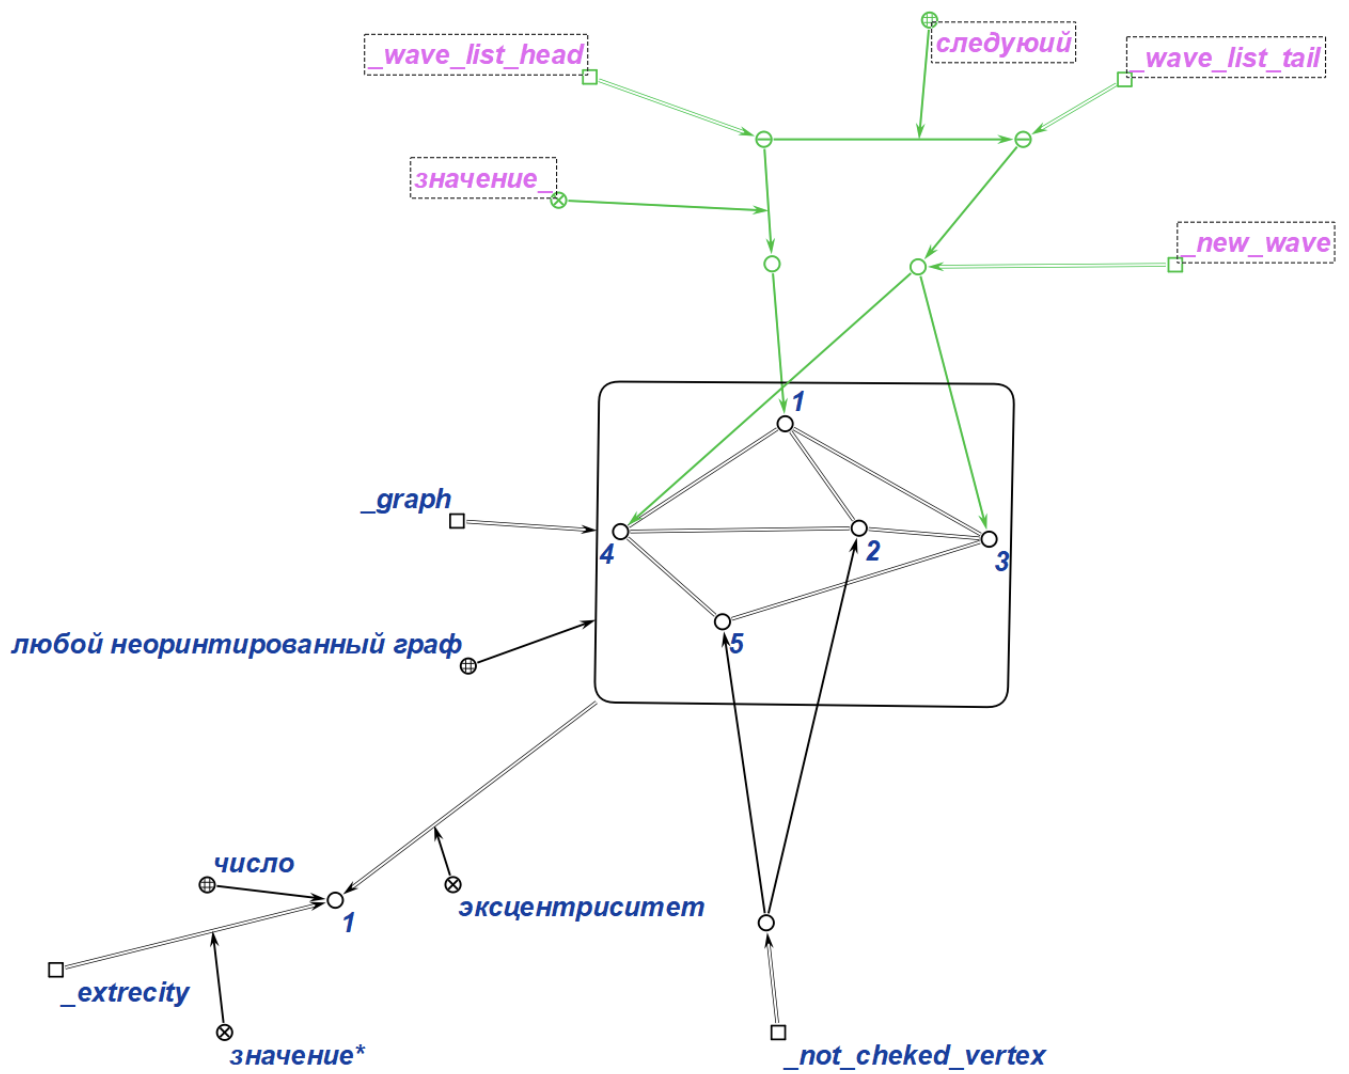 _wave_list_head
следуюий
_wave_list_tail
значение_
_new_wave
1
_graph
4
2
3
любой неоринтированный граф
5
число
1
эксцентриситет
_extrecity
значение*
_not_cheked_vertex